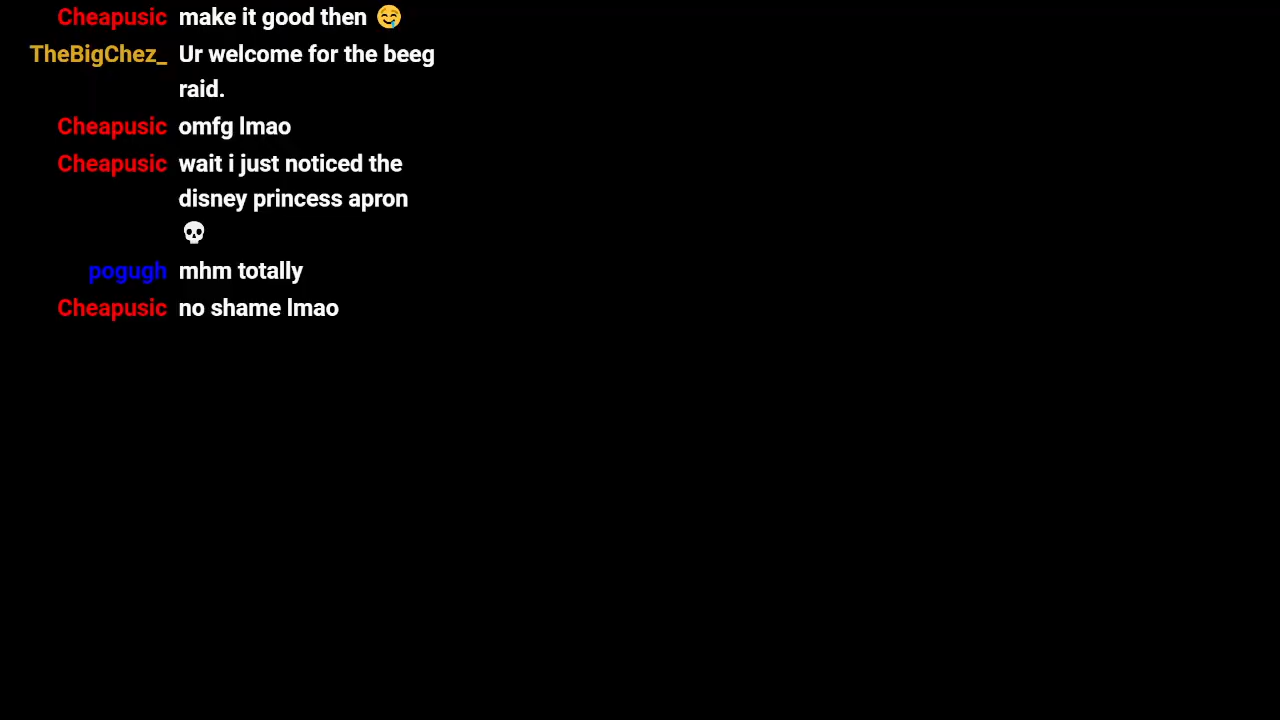 Cheapusic make it good then 🤤
TheBigChez_ Ur welcome for the beeg
raid.
Cheapusic omfg lmao
Cheapusic wait i just noticed the
disney princess apron
💀
pogugh mhm totally
Cheapusic no shame lmao